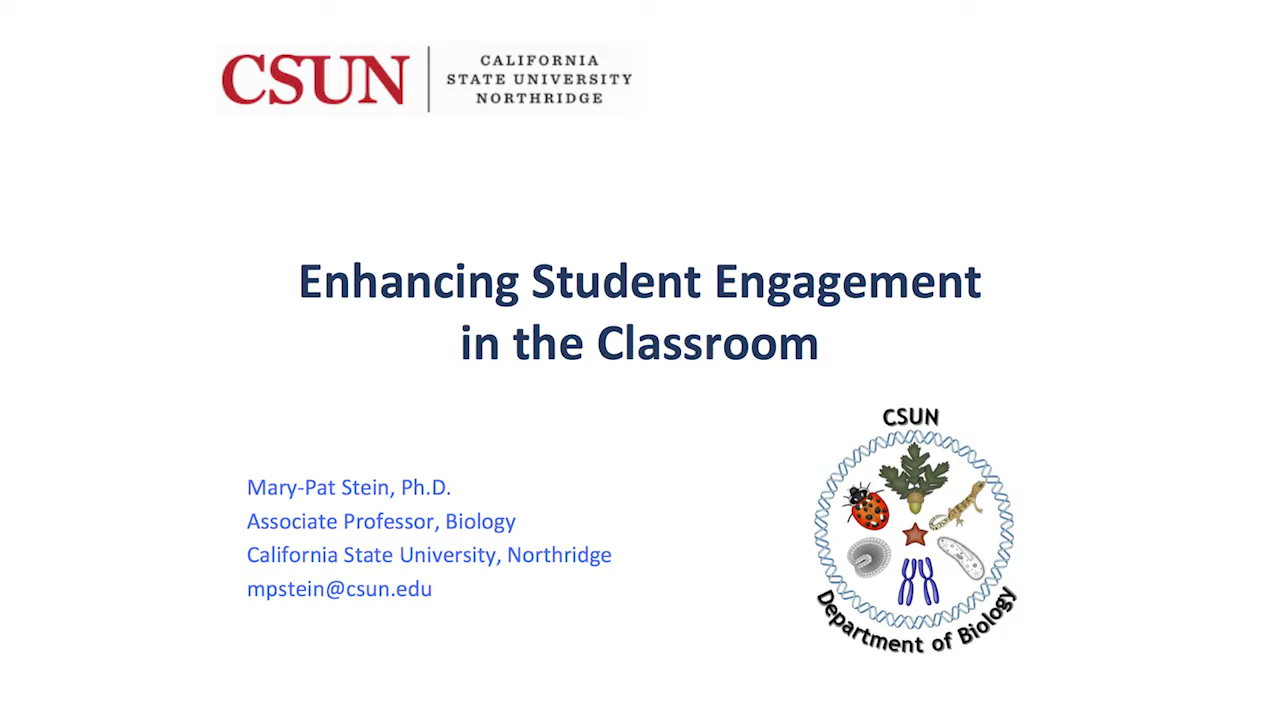 CSUN
CALIFORNIA
STATE UNIVERSITY
NORTHRIDGE
Enhancing Student Engagement
in the Classroom
Mary-Pat Stein, Ph.D.
Associate Professor, Biology
California State University, Northridge
mpstein@csun.edu
CSUN
Department of Biology